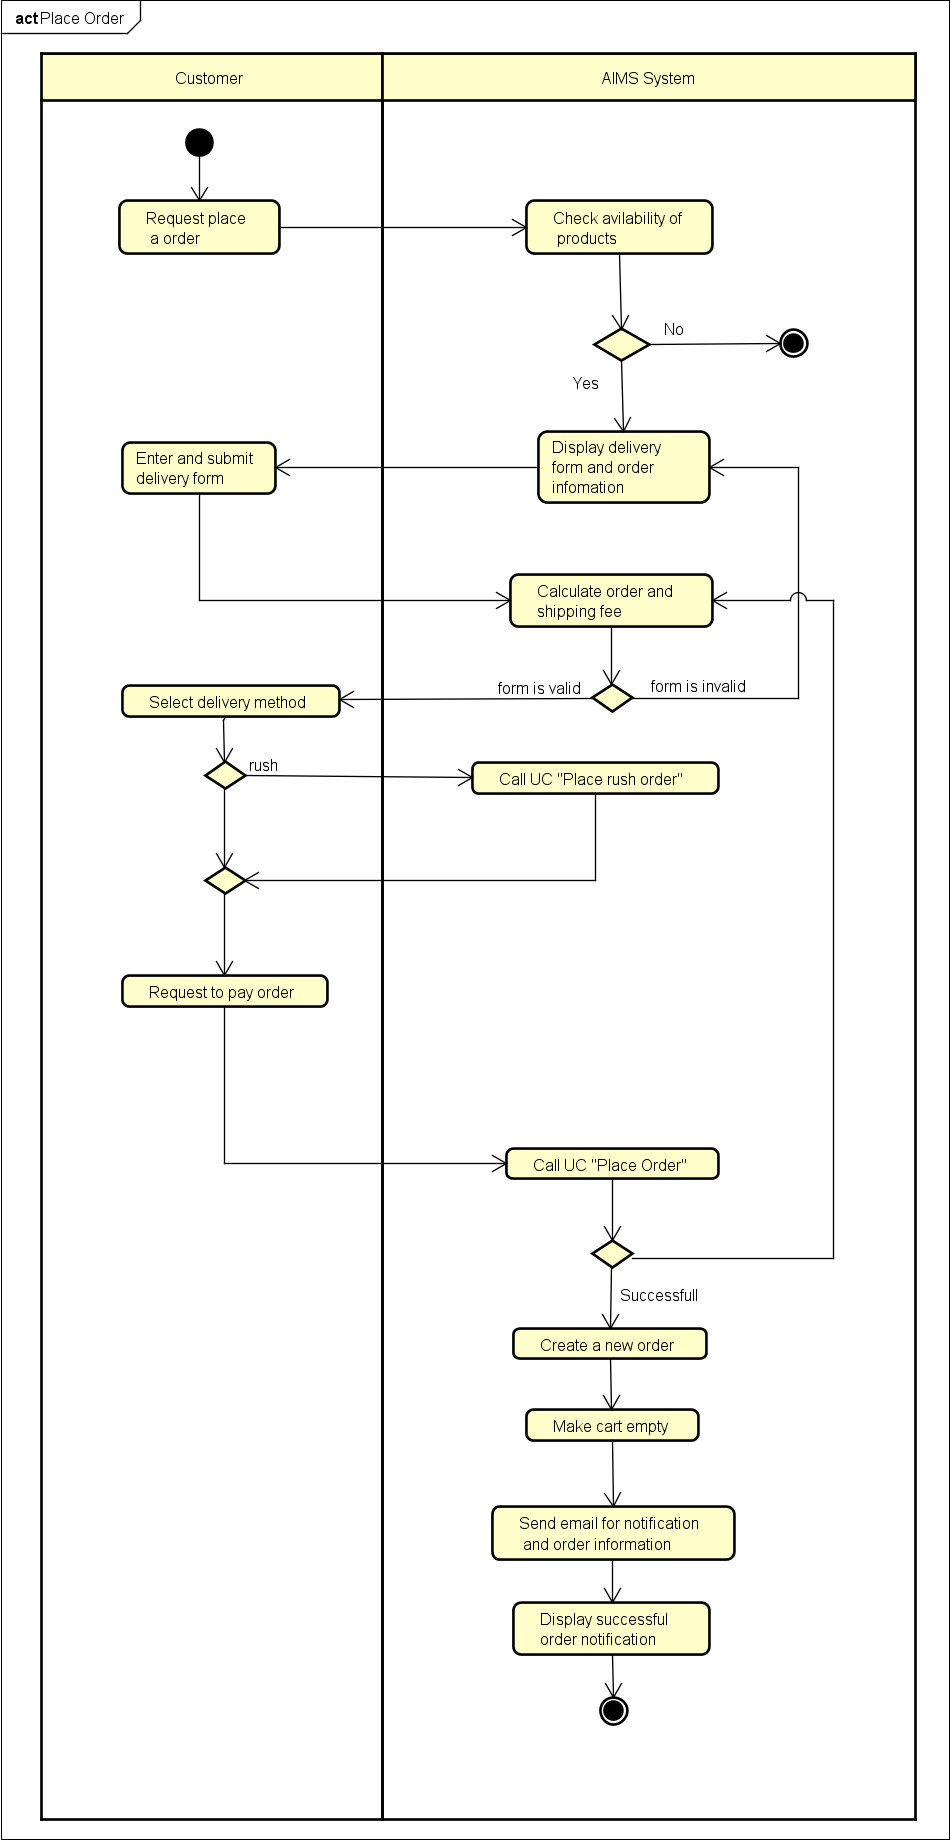 act Place Order
Customer
AIMS System
Request place
a order
Check avilability of
products
No
Yes
Enter and submit
delivery form
Display delivery
form and order
infomation
Calculate order and
shipping fee
form is valid
form is invalid
Select delivery method
rush
Call UC "Place rush order"
Request to pay order
Call UC "Place Order"
Successfull
Create a new order
Make cart empty
Send email for notification
and order information
Display successful
order notification